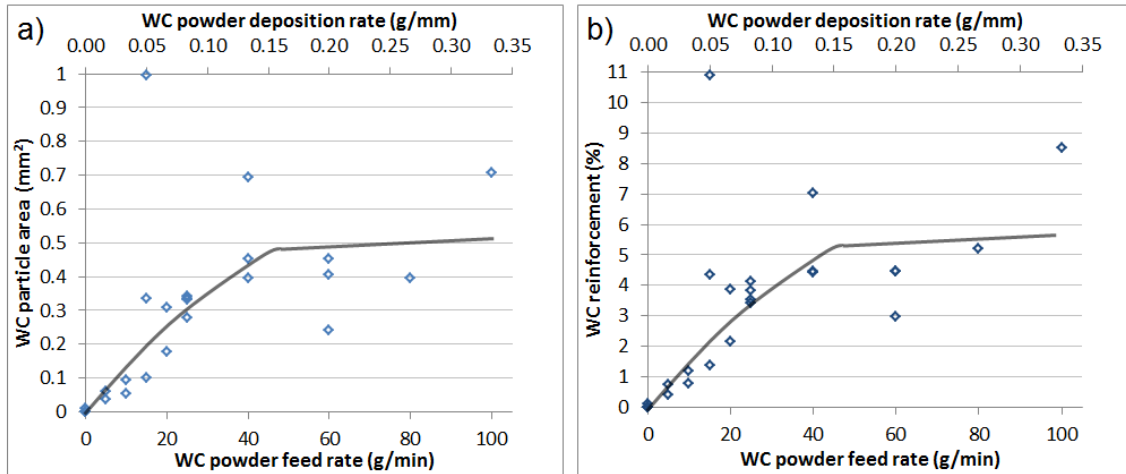 a)
WC powder deposition rate (g/mm)
0.00 0.05 0.10 0.15 0.20 0.25 0.30 0.35
WC particle area (mm²)
1
0.9
0.8
0.7
0.6
0.5
0.4
0.3
0.2
0.1
0
0 20 40 60 80 100
WC powder feed rate (g/min)
b)
WC powder deposition rate (g/mm)
0.00 0.05 0.10 0.15 0.20 0.25 0.30 0.35
WC reinforcement (%)
11
10
9
8
7
6
5
4
3
2
1
0
0 20 40 60 80 100
WC powder feed rate (g/min)